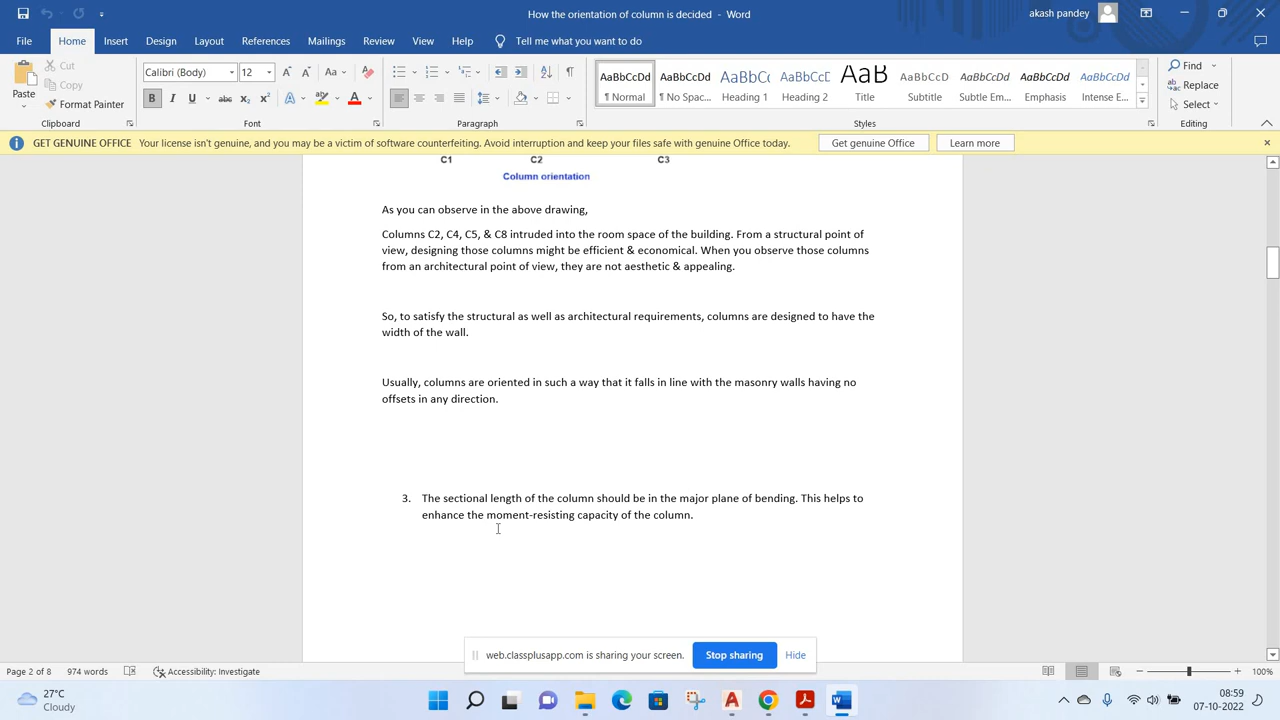 How the orientation of column is decided - Word
akash pandey
File Home Insert Design Layout References Mailings Review View Help Tell me what you want to do
Paste
Cut
Copy
Format Painter
Calibri (Body) 12
Aa
B I U abc x₂ x² A A
¶
AaBbCcDd AaBbCcDd AaBbCc AaBbCcD AaB AaBbCcD AaBbCcDd AaBbCcDd AaBbCcDd
¶ Normal ¶ No Spac... Heading 1 Heading 2 Title Subtitle Subtle Em... Emphasis Intense E...
Find
Replace
Select
Clipboard Font Paragraph Styles Editing
GET GENUINE OFFICE Your license isn't genuine, and you may be a victim of software counterfeiting. Avoid interruption and keep your files safe with genuine Office today. Get genuine Office Learn more
C1 C2 C3
Column orientation
As you can observe in the above drawing,
Columns C2, C4, C5, & C8 intruded into the room space of the building. From a structural point of
view, designing those columns might be efficient & economical. When you observe those columns
from an architectural point of view, they are not aesthetic & appealing.
So, to satisfy the structural as well as architectural requirements, columns are designed to have the
width of the wall.
Usually, columns are oriented in such a way that it falls in line with the masonry walls having no
offsets in any direction.
3. The sectional length of the column should be in the major plane of bending. This helps to
enhance the moment-resisting capacity of the column.
web.classplusapp.com is sharing your screen. Stop sharing Hide
Page 2 of 8 974 words Accessibility: Investigate 100%
27°C
Cloudy
08:59
07-10-2022